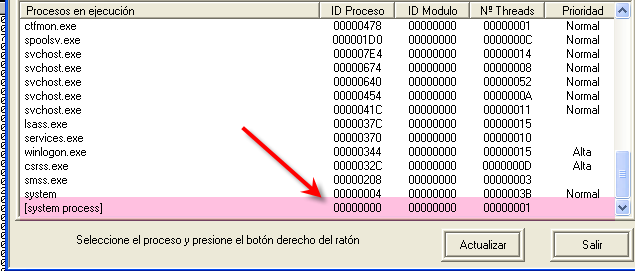 Procesos en ejecución ID Proceso ID Modulo Nº Threads Prioridad
ctfmon.exe 00000478 00000000 00000001 Normal
spoolsv.exe 000001D0 00000000 0000000C Normal
svchost.exe 000007E4 00000000 00000014 Normal
svchost.exe 00000674 00000000 00000008 Normal
svchost.exe 00000640 00000000 00000052 Normal
svchost.exe 00000454 00000000 0000000A Normal
svchost.exe 0000041C 00000000 00000011 Normal
lsass.exe 0000037C 00000000 00000015
services.exe 00000370 00000000 00000010
winlogon.exe 00000344 00000000 00000015 Alta
csrss.exe 0000032C 00000000 0000000D Alta
smss.exe 00000208 00000000 00000003
system 00000004 00000000 0000003B Normal
[system process] 00000000 00000000 00000001
Seleccione el proceso y presione el botón derecho del ratón
Actualizar
Salir